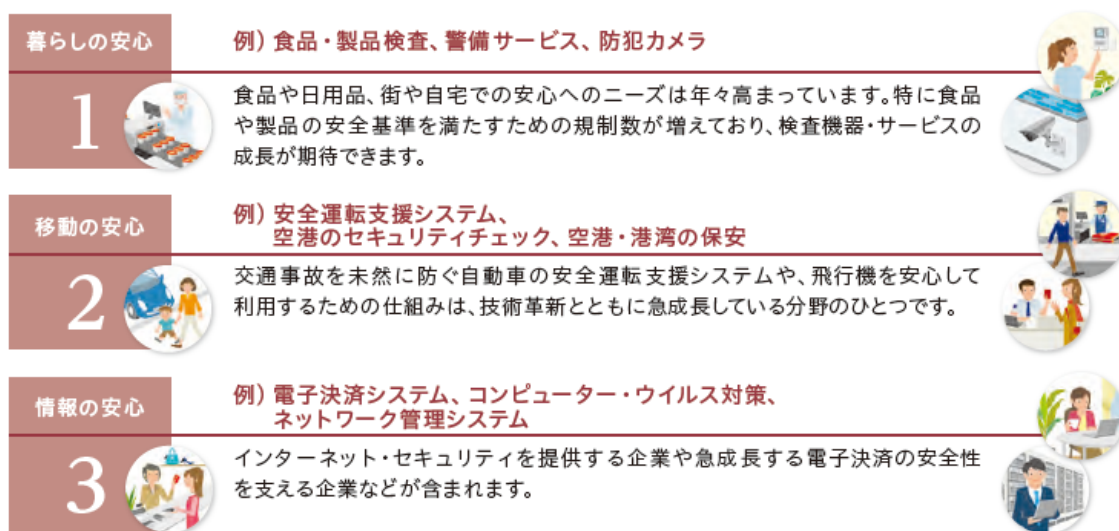 暮らしの安心
例）食品・製品検査、警備サービス、防犯カメラ
1
食品や日用品、街や自宅での安心へのニーズは年々高まっています。特に食品
や製品の安全基準を満たすための規制数が増えており、検査機器・サービスの
成長が期待できます。
移動の安心
例）安全運転支援システム、
空港のセキュリティチェック、空港・港湾の保安
2
交通事故を未然に防ぐ自動車の安全運転支援システムや、飛行機を安心して
利用するための仕組みは、技術革新とともに急成長している分野のひとつです。
情報の安心
例）電子決済システム、コンピューター・ウイルス対策、
ネットワーク管理システム
3
インターネット・セキュリティを提供する企業や急成長する電子決済の安全性
を支える企業などが含まれます。